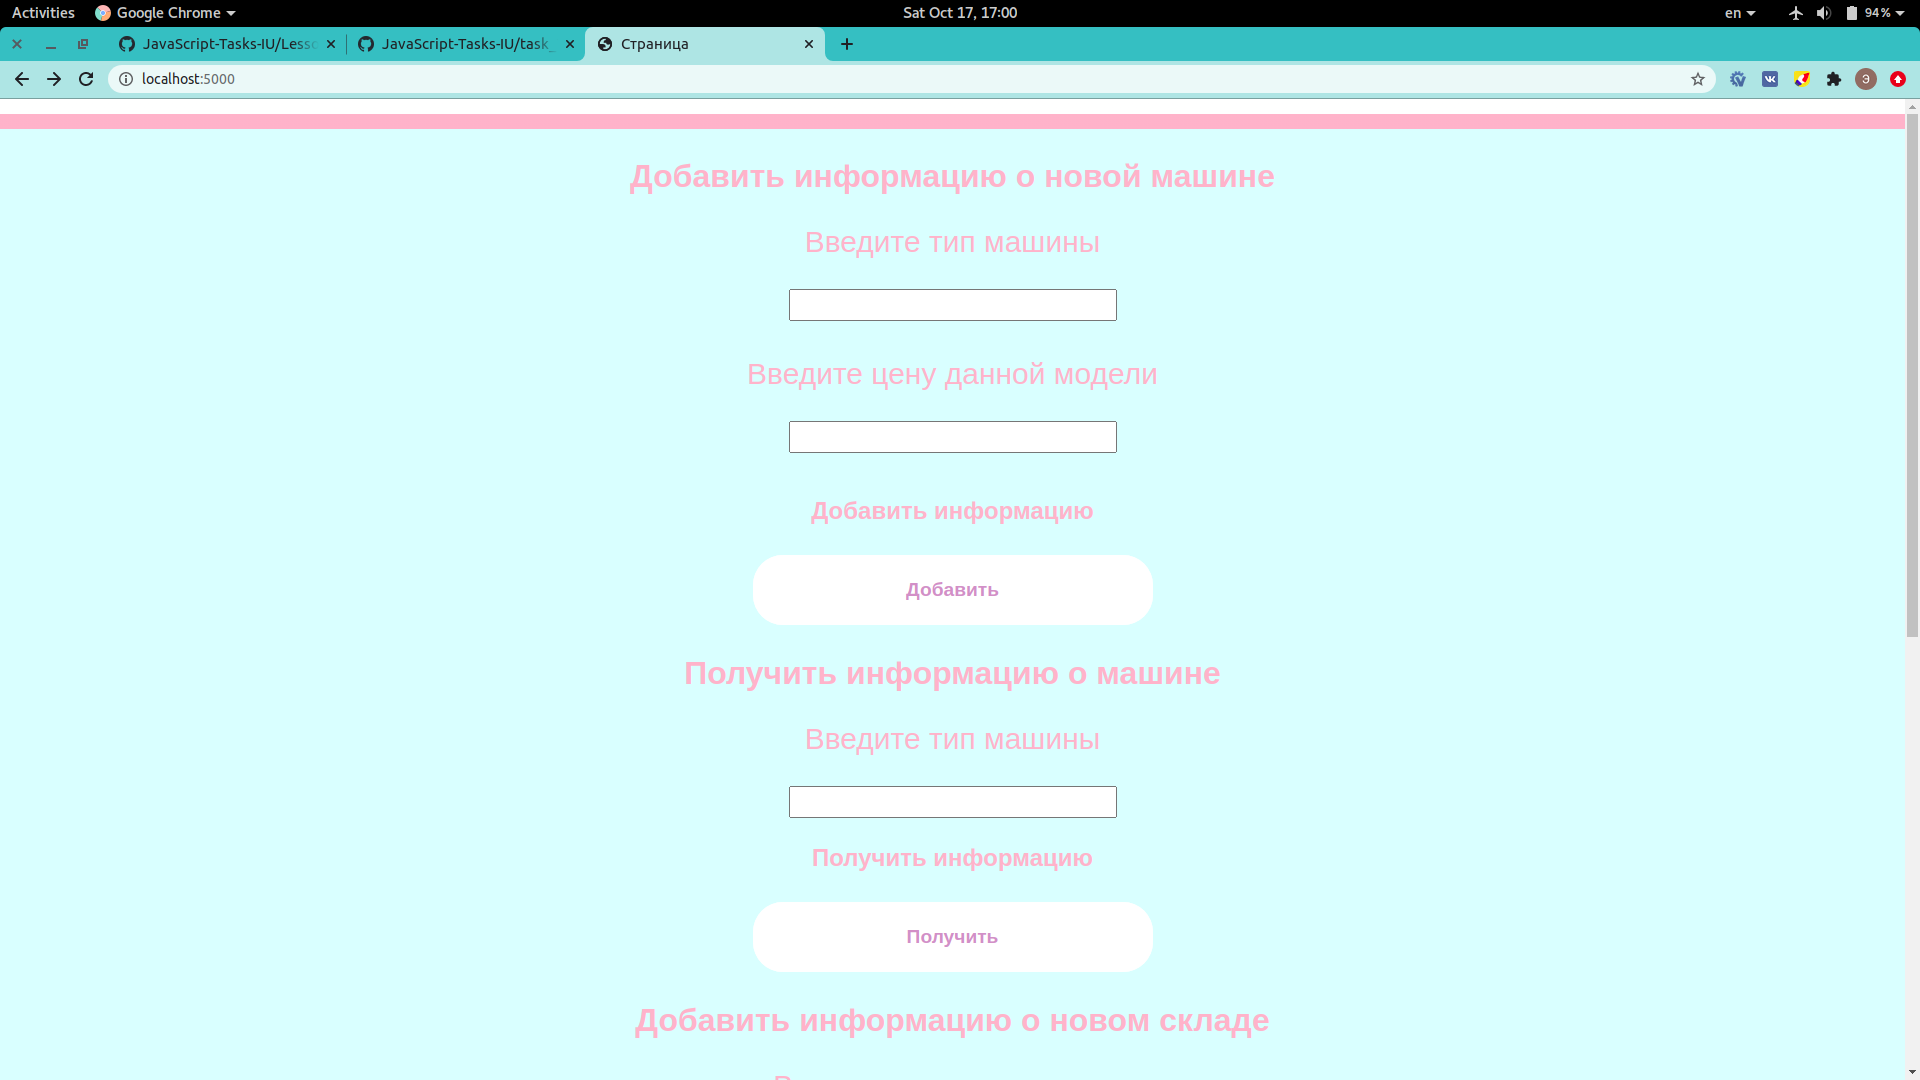 Activities Google Chrome Sat Oct 17, 17:00 en 94%
JavaScript-Tasks-IU/Lesso JavaScript-Tasks-IU/task_ Страница
localhost:5000
Добавить информацию о новой машине
Введите тип машины
Введите цену данной модели
Добавить информацию
Добавить
Получить информацию о машине
Введите тип машины
Получить информацию
Получить
Добавить информацию о новом складе